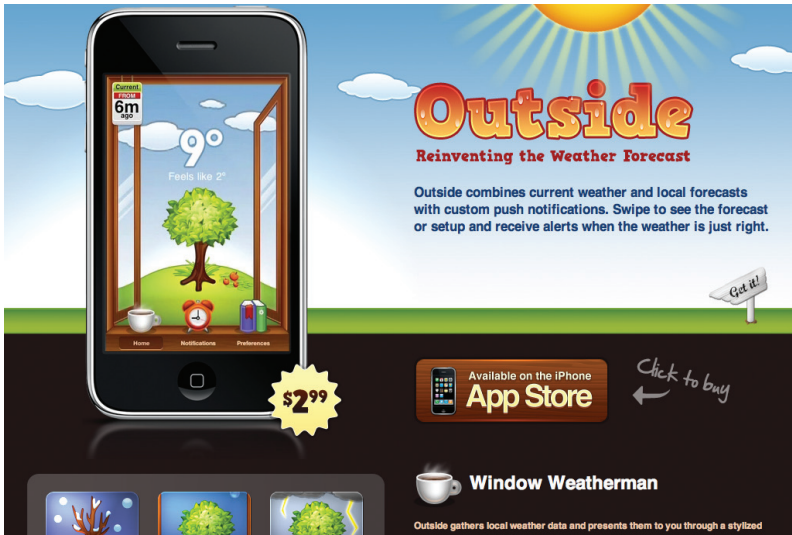 Current
FROM
6m
ago
9°
Feels like 2°
Home
Notifications
Preferences
$2.99
Outside
Reinventing the Weather Forecast
Outside combines current weather and local forecasts
with custom push notifications. Swipe to see the forecast
or setup and receive alerts when the weather is just right.
Get it!
Available on the iPhone
App Store
Click to buy
Window Weatherman
Outside gathers local weather data and presents them to you through a stylized